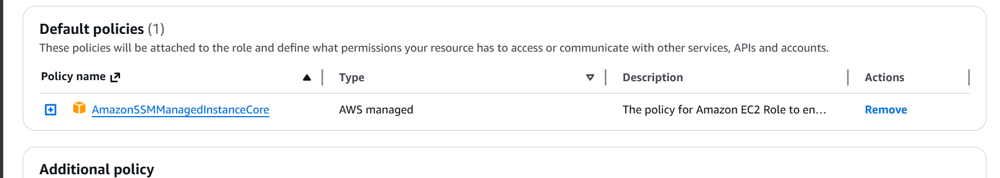 Default policies (1)
These policies will be attached to the role and define what permissions your resource has to access or communicate with other services, APIs and accounts.
Policy name Type Description Actions
AmazonSSMManagedInstanceCore AWS managed The policy for Amazon EC2 Role to en... Remove
Additional policy